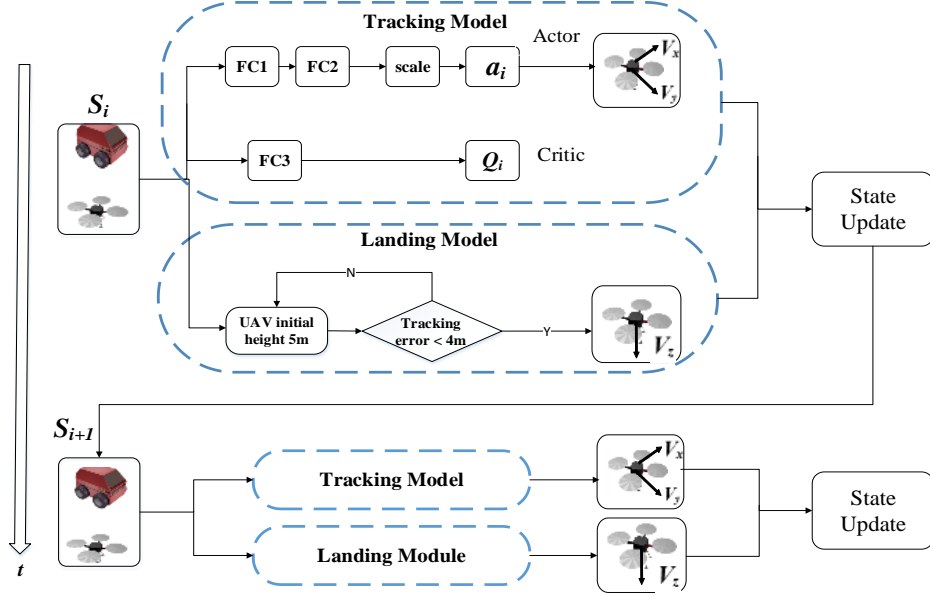 Tracking Model
Actor
FC1
FC2
scale
a_i
V_x
V_y
S_i
FC3
Q_i
Critic
State
Update
Landing Model
N
UAV initial
height 5m
Tracking
error < 4m
Y
V_z
S_{i+1}
Tracking Model
V_x
V_y
State
Update
Landing Module
V_z
t